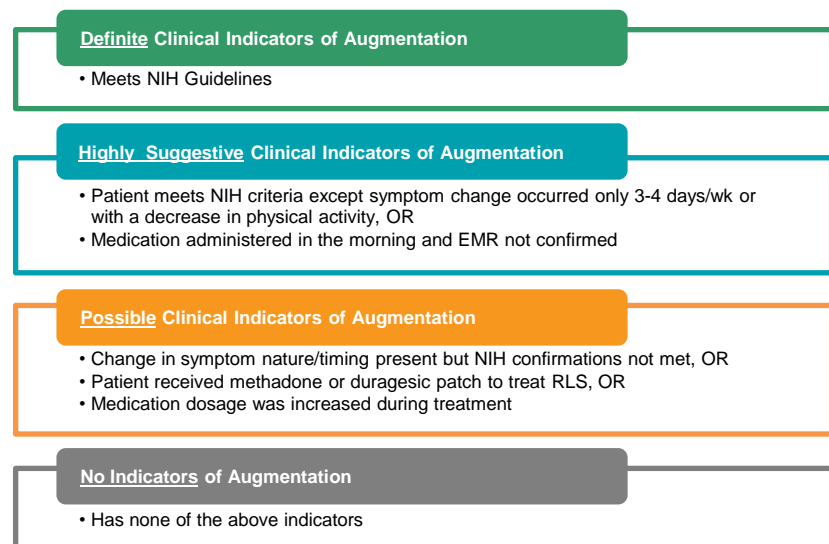 Definite Clinical Indicators of Augmentation
• Meets NIH Guidelines
Highly Suggestive Clinical Indicators of Augmentation
• Patient meets NIH criteria except symptom change occurred only 3-4 days/wk or
with a decrease in physical activity, OR
• Medication administered in the morning and EMR not confirmed
Possible Clinical Indicators of Augmentation
• Change in symptom nature/timing present but NIH confirmations not met, OR
• Patient received methadone or duragesic patch to treat RLS, OR
• Medication dosage was increased during treatment
No Indicators of Augmentation
• Has none of the above indicators